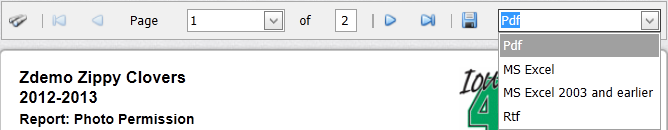 Page 1 of 2 Pdf
Pdf
MS Excel
MS Excel 2003 and earlier
Rtf
Zdemo Zippy Clovers
2012-2013
Report: Photo Permission
4